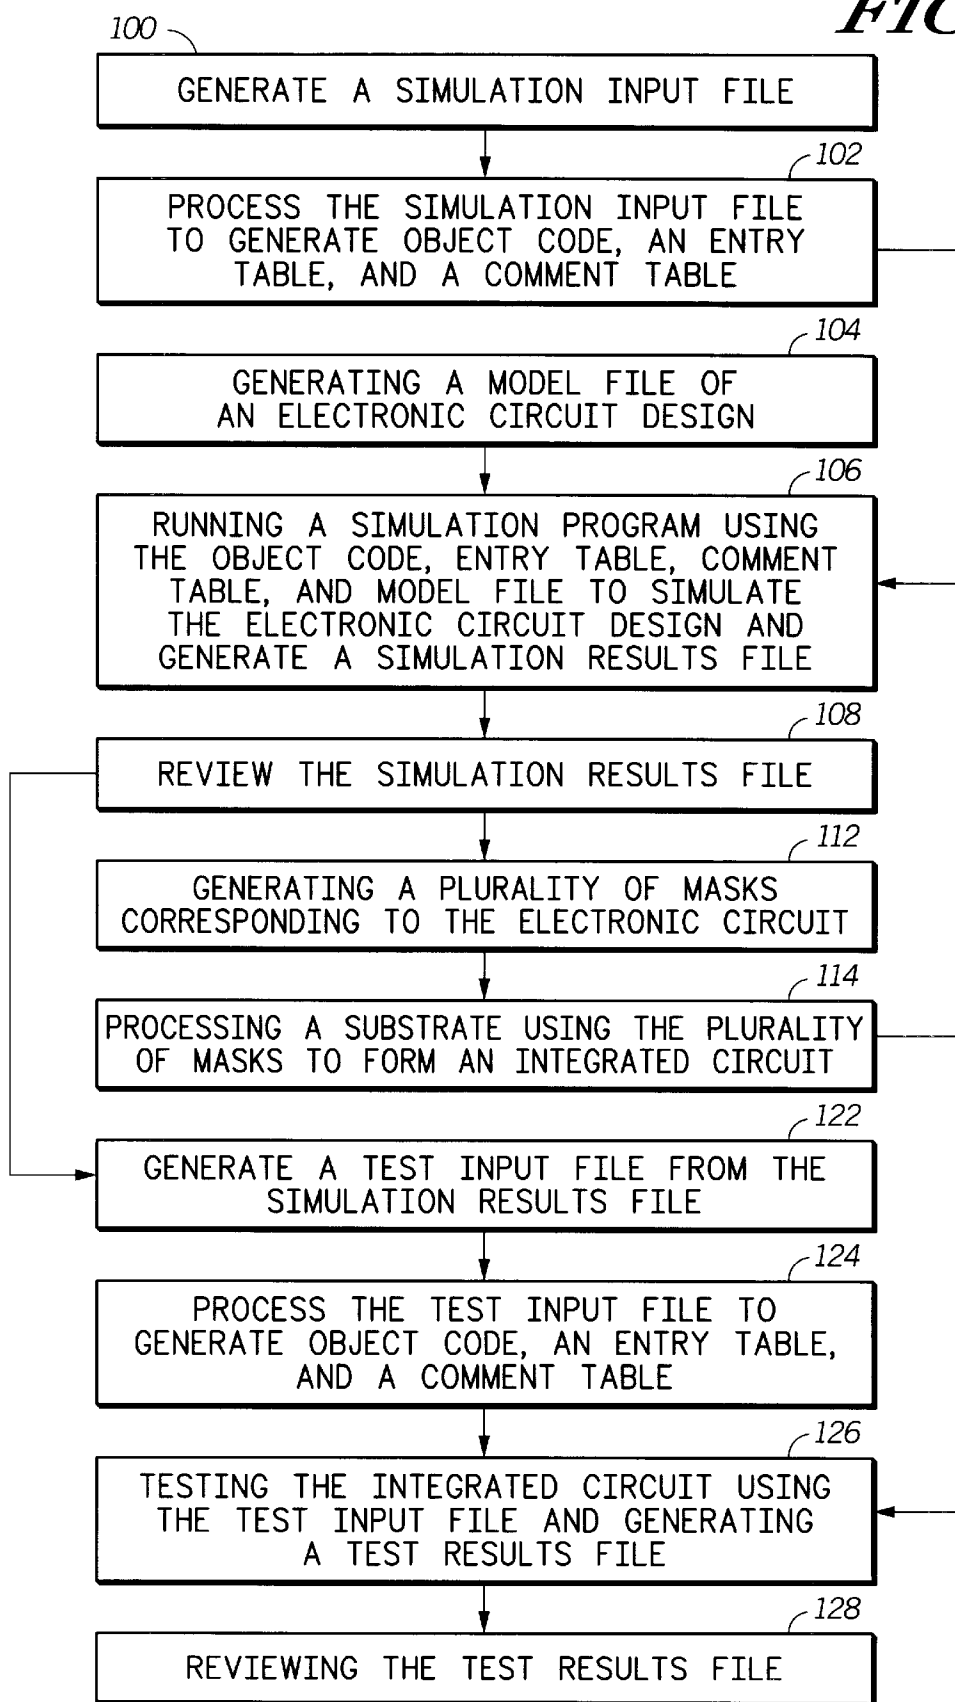 FIG
100
GENERATE A SIMULATION INPUT FILE
102
PROCESS THE SIMULATION INPUT FILE
TO GENERATE OBJECT CODE, AN ENTRY
TABLE, AND A COMMENT TABLE
104
GENERATING A MODEL FILE OF
AN ELECTRONIC CIRCUIT DESIGN
106
RUNNING A SIMULATION PROGRAM USING
THE OBJECT CODE, ENTRY TABLE, COMMENT
TABLE, AND MODEL FILE TO SIMULATE
THE ELECTRONIC CIRCUIT DESIGN AND
GENERATE A SIMULATION RESULTS FILE
108
REVIEW THE SIMULATION RESULTS FILE
112
GENERATING A PLURALITY OF MASKS
CORRESPONDING TO THE ELECTRONIC CIRCUIT
114
PROCESSING A SUBSTRATE USING THE PLURALITY
OF MASKS TO FORM AN INTEGRATED CIRCUIT
122
GENERATE A TEST INPUT FILE FROM THE
SIMULATION RESULTS FILE
124
PROCESS THE TEST INPUT FILE TO
GENERATE OBJECT CODE, AN ENTRY TABLE,
AND A COMMENT TABLE
126
TESTING THE INTEGRATED CIRCUIT USING
THE TEST INPUT FILE AND GENERATING
A TEST RESULTS FILE
128
REVIEWING THE TEST RESULTS FILE